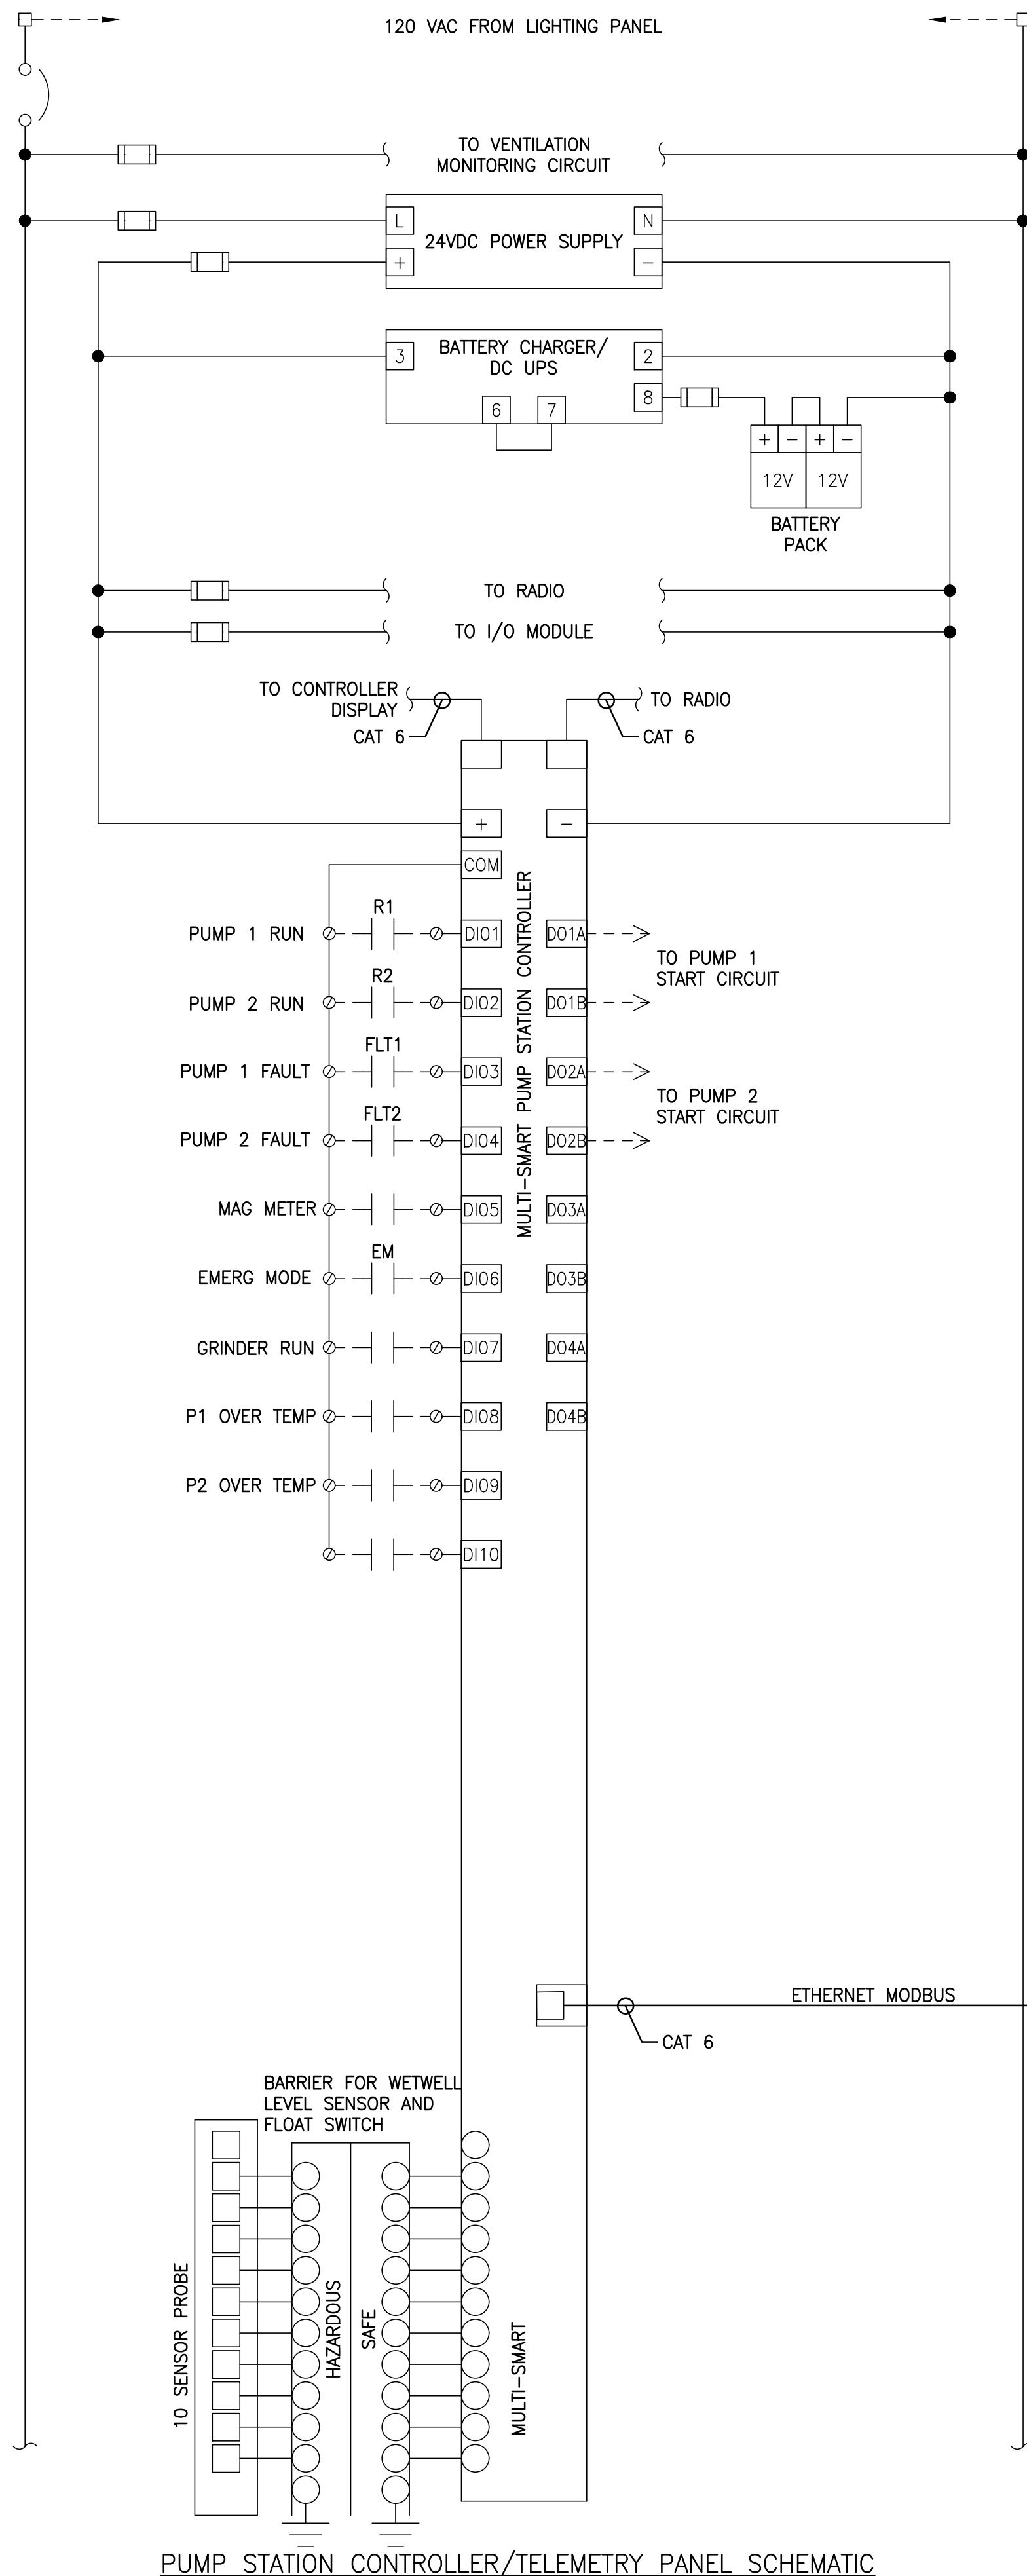 120 VAC FROM LIGHTING PANEL
TO VENTILATION
MONITORING CIRCUIT
L
N
24VDC POWER SUPPLY
+
-
BATTERY CHARGER/
DC UPS
3
2
8
6
7
+ - + -
12V 12V
BATTERY
PACK
TO RADIO
TO I/O MODULE
TO CONTROLLER
DISPLAY
CAT 6
TO RADIO
CAT 6
+
-
COM
MULTI-SMART PUMP STATION CONTROLLER
PUMP 1 RUN
R1
DI01
DO1A
TO PUMP 1
START CIRCUIT
PUMP 2 RUN
R2
DI02
DO1B
PUMP 1 FAULT
FLT1
DI03
DO2A
TO PUMP 2
START CIRCUIT
PUMP 2 FAULT
FLT2
DI04
DO2B
MAG METER
DI05
DO3A
EMERG MODE
EM
DI06
DO3B
GRINDER RUN
DI07
DO4A
P1 OVER TEMP
DI08
DO4B
P2 OVER TEMP
DI09
DI10
ETHERNET MODBUS
CAT 6
BARRIER FOR WETWELL
LEVEL SENSOR AND
FLOAT SWITCH
10 SENSOR PROBE
HAZARDOUS
SAFE
MULTI-SMART
PUMP STATION CONTROLLER/TELEMETRY PANEL SCHEMATIC